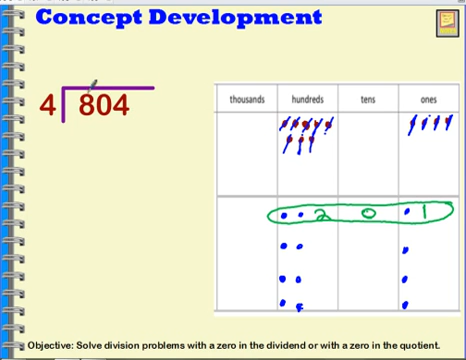 Concept Development
4 804
thousands hundreds tens ones
2 0 1
Objective: Solve division problems with a zero in the dividend or with a zero in the quotient.